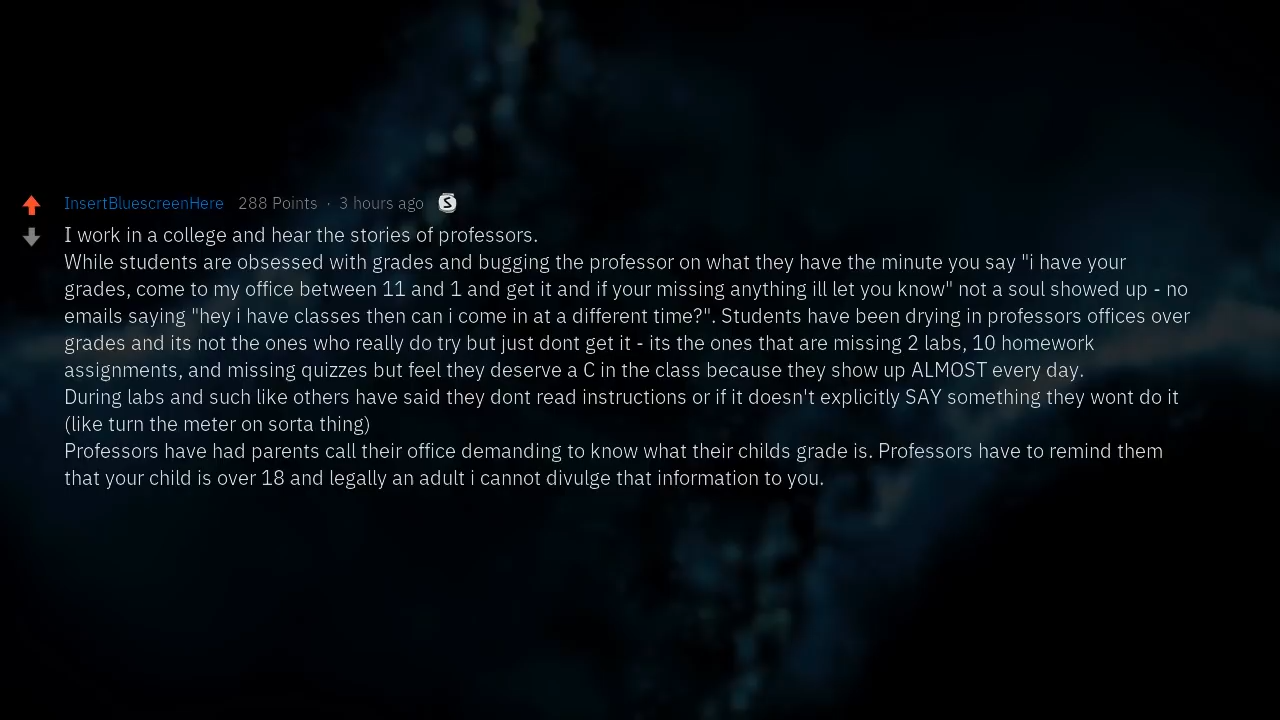 InsertBluescreenHere 288 Points · 3 hours ago S
I work in a college and hear the stories of professors.
While students are obsessed with grades and bugging the professor on what they have the minute you say "i have your
grades, come to my office between 11 and 1 and get it and if your missing anything ill let you know" not a soul showed up - no
emails saying "hey i have classes then can i come in at a different time?". Students have been drying in professors offices over
grades and its not the ones who really do try but just dont get it - its the ones that are missing 2 labs, 10 homework
assignments, and missing quizzes but feel they deserve a C in the class because they show up ALMOST every day.
During labs and such like others have said they dont read instructions or if it doesn't explicitly SAY something they wont do it
(like turn the meter on sorta thing)
Professors have had parents call their office demanding to know what their childs grade is. Professors have to remind them
that your child is over 18 and legally an adult i cannot divulge that information to you.